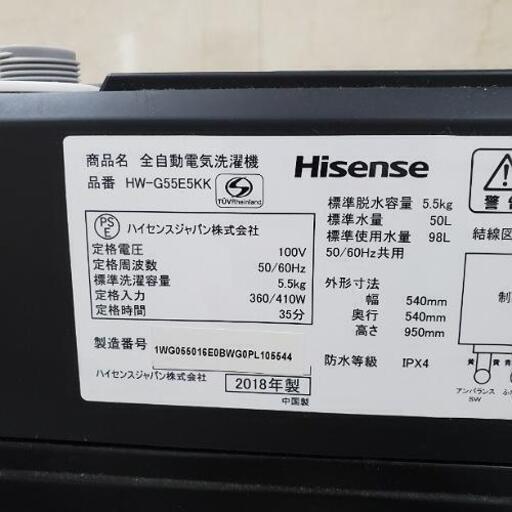 商品名 全自動電気洗濯機
品番 HW-G55E5KK
TÜVRheinland
PSE
ハイセンスジャパン株式会社
定格電圧 100V
定格周波数 50/60Hz
標準洗濯容量 5.5kg
定格入力 360/410W
定格時間 35分
製造番号 1WG055016E0BWG0PL105544
ハイセンスジャパン株式会社
2018年製
中国製
Hisense
標準脱水容量 5.5kg
標準水量 50L
標準使用水量 98L
50/60Hz共用
外形寸法
幅 540mm
奥行 540mm
高さ 950mm
防水等級 IPX4
警告
結線図
制
黄 黄 青
アンバランス
SW